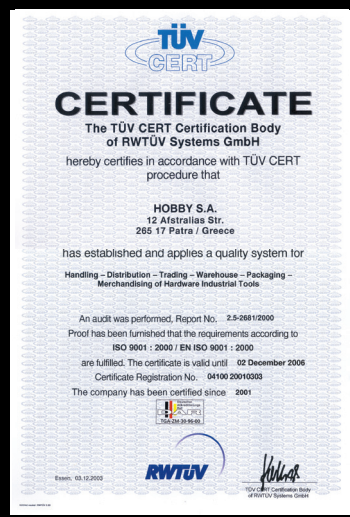 TÜV
CERT
CERTIFICATE
The TÜV CERT Certification Body
of RWTÜV Systems GmbH
hereby certifies in accordance with TÜV CERT
procedure that
HOBBY S.A.
12 Afstralias Str.
265 17 Patra / Greece
has established and applies a quality system for
Handling – Distribution – Trading – Warehouse – Packaging –
Merchandising of Hardware Industrial Tools
An audit was performed, Report No. 2.5-2681/2000
Proof has been furnished that the requirements according to
ISO 9001 : 2000 / EN ISO 9001 : 2000
are fulfilled. The certificate is valid until 02 December 2006
Certificate Registration No. 04100 20010303
The company has been certified since 2001
TGA-ZM-30-96-60
RWTÜV
Essen, 03.12.2003
TÜV CERT Certification Body
of RWTÜV Systems GmbH